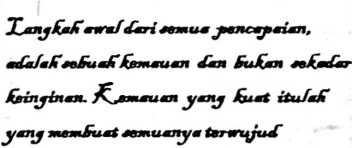 Langkah awal dari semua pencapaian,
adalah sebuah kemauan dan bukan sekadar
keinginan. Kemauan yang kuat itulah
yang membuat semuanya terwujud